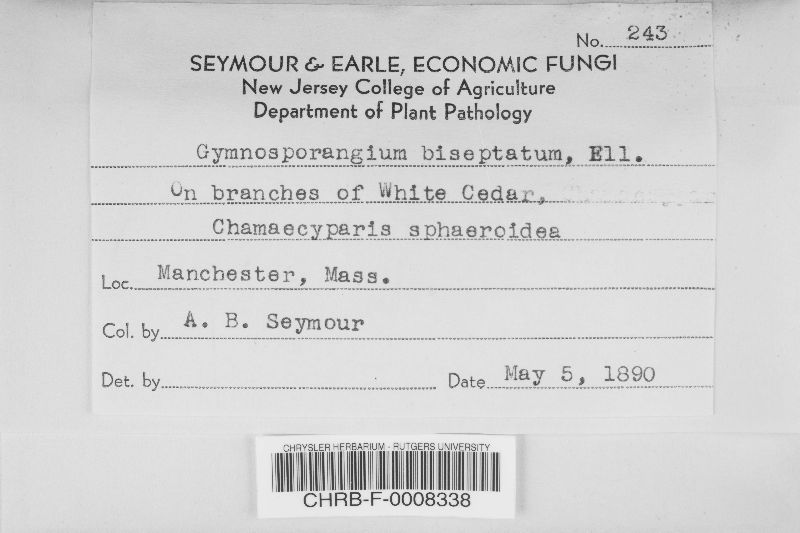 No. 243
SEYMOUR & EARLE, ECONOMIC FUNGI
New Jersey College of Agriculture
Department of Plant Pathology
Gymnosporangium biseptatum, Ell.
On branches of White Cedar,
Chamaecyparis sphaeroidea
Loc. Manchester, Mass.
Col. by A. B. Seymour
Det. by Date May 5, 1890
CHRYSLER HERBARIUM - RUTGERS UNIVERSITY
CHRB-F-0008338